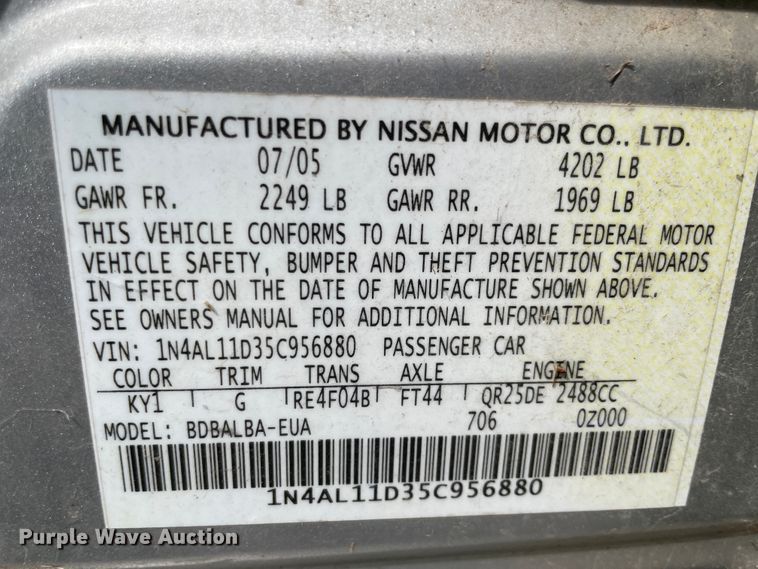 MANUFACTURED BY NISSAN MOTOR CO., LTD.
DATE 07/05 GVWR 4202 LB
GAWR FR. 2249 LB GAWR RR. 1969 LB
THIS VEHICLE CONFORMS TO ALL APPLICABLE FEDERAL MOTOR
VEHICLE SAFETY, BUMPER AND THEFT PREVENTION STANDARDS
IN EFFECT ON THE DATE OF MANUFACTURE SHOWN ABOVE.
SEE OWNERS MANUAL FOR ADDITIONAL INFORMATION.
VIN: 1N4AL11D35C956880 PASSENGER CAR
COLOR TRIM TRANS AXLE ENGINE
KY1 G RE4F04B FT44 QR25DE 2488CC
MODEL: BDBALBA-EUA 706 0Z000
1N4AL11D35C956880
Purple Wave Auction